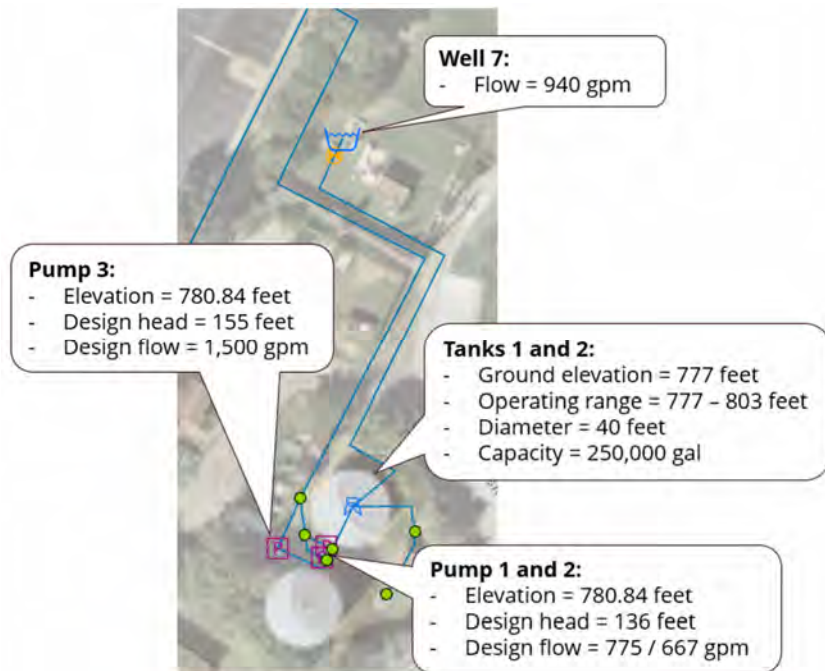 Well 7:
- Flow = 940 gpm
Pump 3:
- Elevation = 780.84 feet
- Design head = 155 feet
- Design flow = 1,500 gpm
Tanks 1 and 2:
- Ground elevation = 777 feet
- Operating range = 777 – 803 feet
- Diameter = 40 feet
- Capacity = 250,000 gal
Pump 1 and 2:
- Elevation = 780.84 feet
- Design head = 136 feet
- Design flow = 775 / 667 gpm